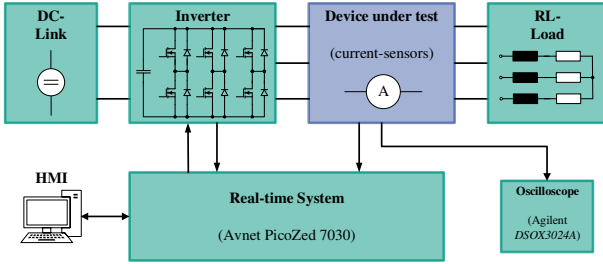 DC-
Link
Inverter
Device under test
(current-sensors)
A
RL-
Load
HMI
Real-time System
(Avnet PicoZed 7030)
Oscilloscope
(Agilent
DSOX3024A)